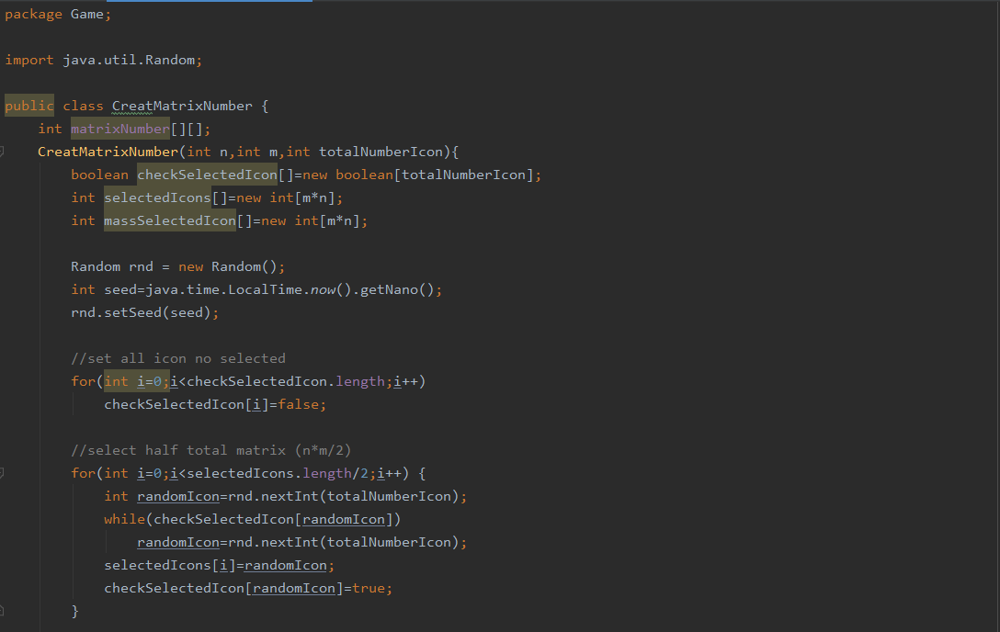 package Game;
import java.util.Random;
public class CreatMatrixNumber {
int matrixNumber[][];
CreatMatrixNumber(int n,int m,int totalNumberIcon){
boolean checkSelectedIcon[]=new boolean[totalNumberIcon];
int selectedIcons[]=new int[m*n];
int massSelectedIcon[]=new int[m*n];
Random rnd = new Random();
int seed=java.time.LocalTime.now().getNano();
rnd.setSeed(seed);
//set all icon no selected
for(int i=0;i<checkSelectedIcon.length;i++)
checkSelectedIcon[i]=false;
//select half total matrix (n*m/2)
for(int i=0;i<selectedIcons.length/2;i++) {
int randomIcon=rnd.nextInt(totalNumberIcon);
while(checkSelectedIcon[randomIcon])
randomIcon=rnd.nextInt(totalNumberIcon);
selectedIcons[i]=randomIcon;
checkSelectedIcon[randomIcon]=true;
}